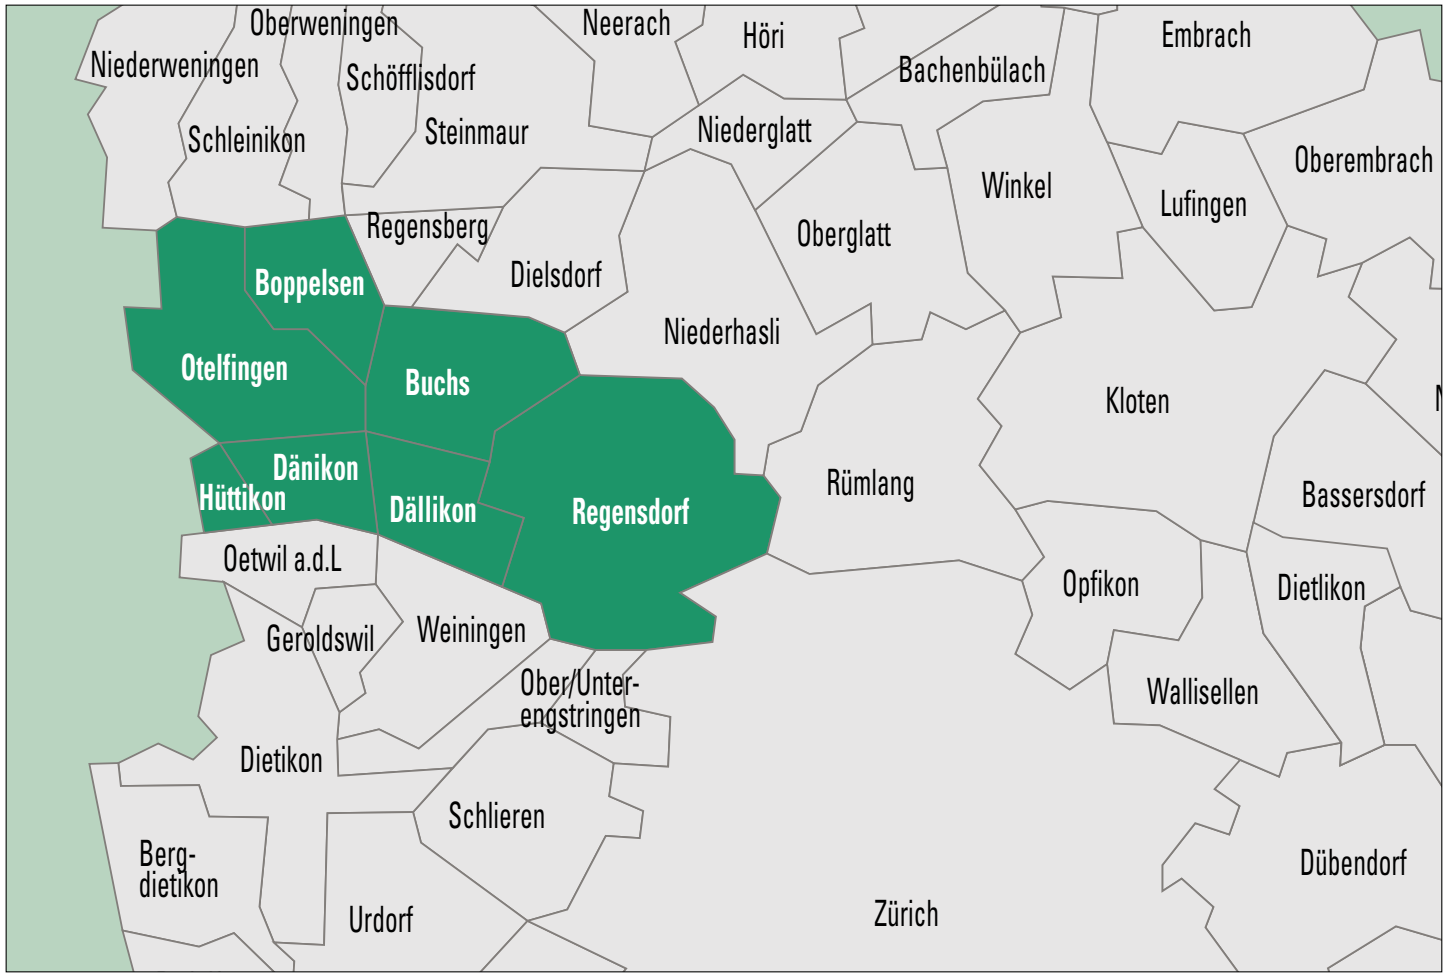 Oberweningen
Neerach
Höri
Embrach
Niederweningen
Schöfflisdorf
Bachenbülach
Schleinikon
Steinmaur
Niederglatt
Oberembrach
Winkel
Lufingen
Regensberg
Oberglatt
Boppelsen
Dielsdorf
Niederhasli
Otelfingen
Buchs
Kloten
N
Dänikon
Hüttikon
Dällikon
Regensdorf
Rümlang
Bassersdorf
Oetwil a.d.L
Opfikon
Dietlikon
Geroldswil
Weiningen
Ober/Unter-
engstringen
Wallisellen
Dietikon
Schlieren
Berg-
dietikon
Dübendorf
Urdorf
Zürich